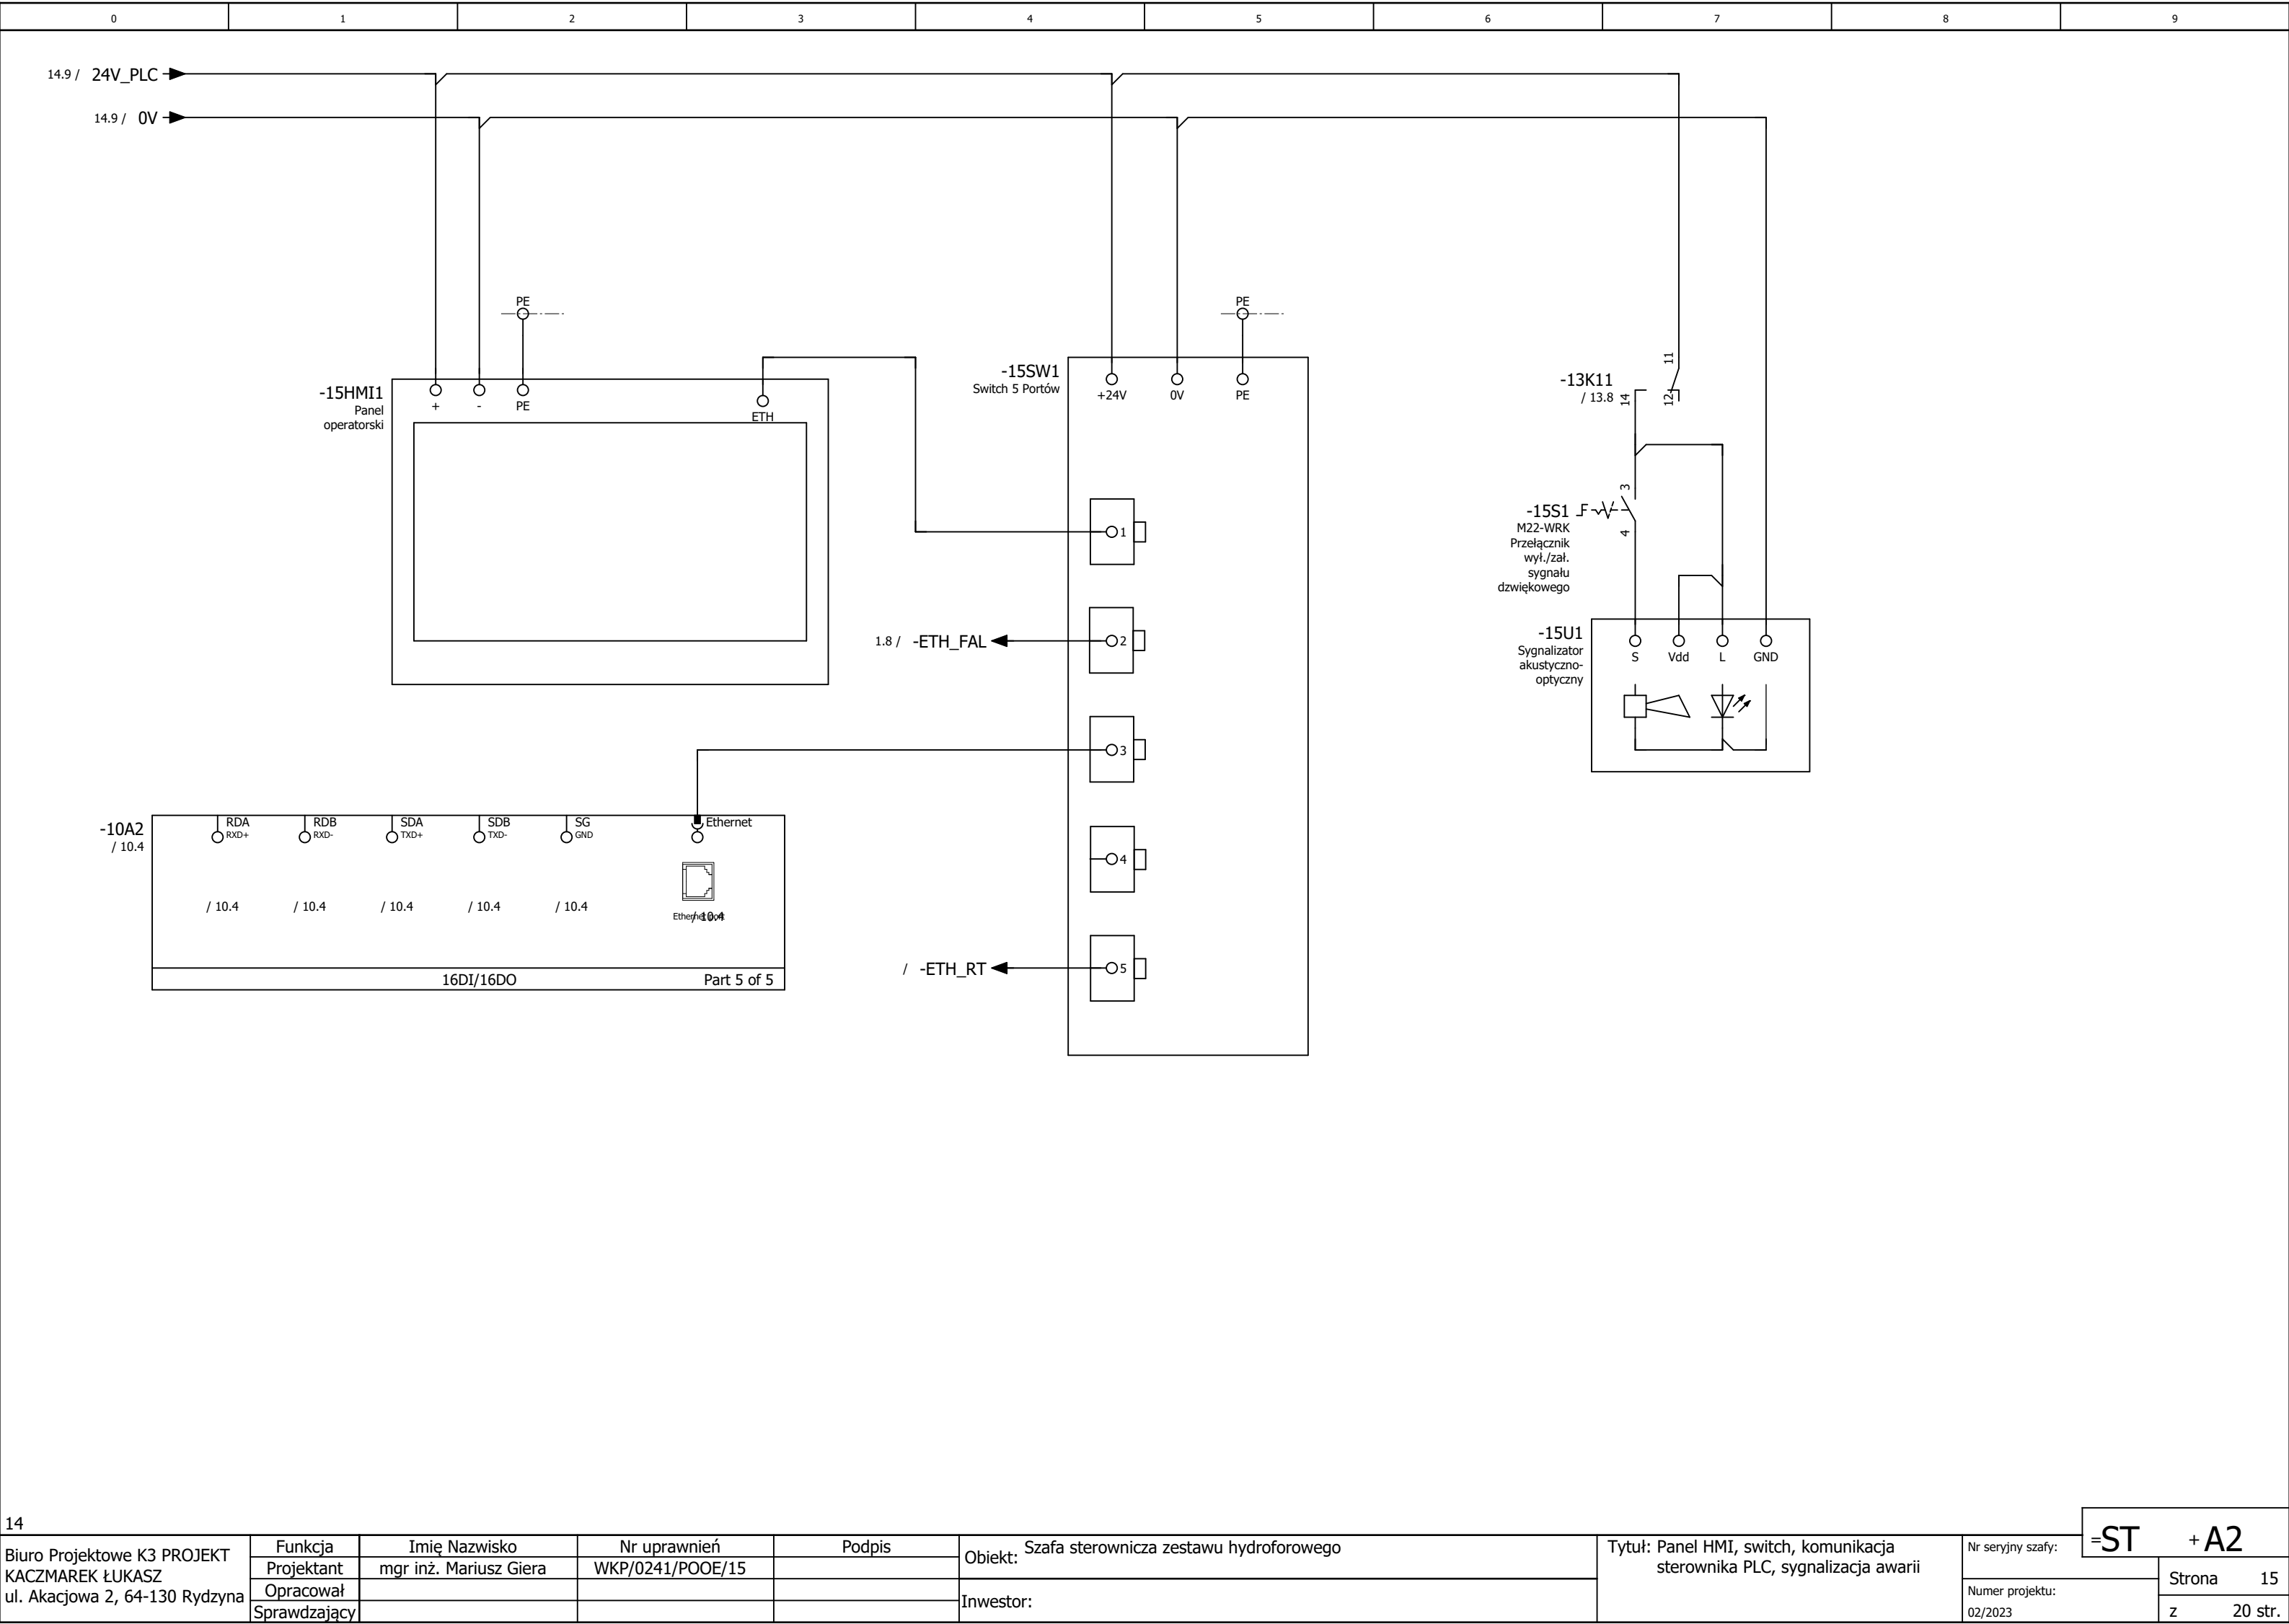 0 1 2 3 4 5 6 7 8 9
14.9 / 24V_PLC
14.9 / 0V
PE
PE
-15HMI1
Panel
operatorski
+ - PE
ETH
-15SW1
Switch 5 Portów
+24V 0V PE
1
1.8 / -ETH_FAL
2
3
4
/ -ETH_RT
5
-13K11
/ 13.8
11
14
12
-15S1
M22-WRK
Przełącznik
wył./zał.
sygnału
dzwiękowego
3
4
-15U1
Sygnalizator
akustyczno-
optyczny
S Vdd L GND
-10A2
/ 10.4
RDA RDB SDA SDB SG Ethernet
RXD+ RXD- TXD+ TXD- GND
/ 10.4 / 10.4 / 10.4 / 10.4 / 10.4
Ethernet port
/ 10.4
16DI/16DO Part 5 of 5
14
Biuro Projektowe K3 PROJEKT
KACZMAREK ŁUKASZ
ul. Akacjowa 2, 64-130 Rydzyna
Funkcja Imię Nazwisko Nr uprawnień Podpis
Projektant mgr inż. Mariusz Giera WKP/0241/POOE/15
Opracował
Sprawdzający
Obiekt: Szafa sterownicza zestawu hydroforowego
Inwestor:
Tytuł: Panel HMI, switch, komunikacja
sterownika PLC, sygnalizacja awarii
Nr seryjny szafy:
Numer projektu:
02/2023
=ST +A2
Strona 15
z 20 str.